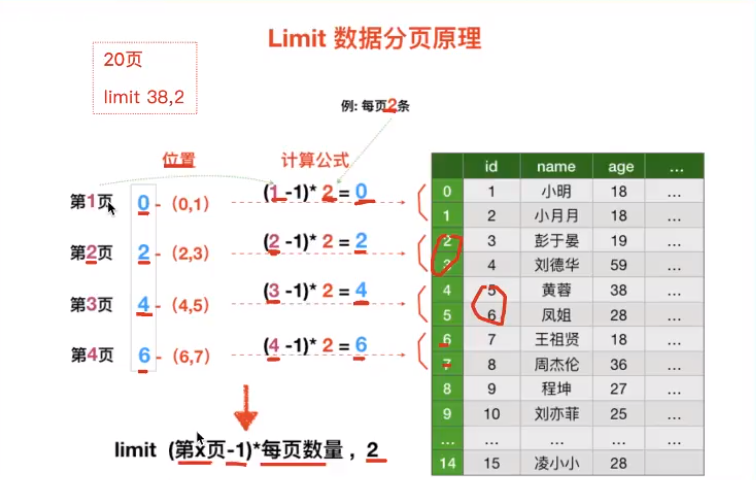 Limit 数据分页原理
20页
limit 38,2
例: 每页2条
位置
计算公式
第1页 0 - (0,1) (1 -1)* 2 = 0
第2页 2 - (2,3) (2 -1)* 2 = 2
第3页 4 - (4,5) (3 -1)* 2 = 4
第4页 6 - (6,7) (4 -1)* 2 = 6
limit (第x页-1)*每页数量 , 2
id name age ...
0 1 小明 18 ...
1 2 小月月 18 ...
2 3 彭于晏 19 ...
3 4 刘德华 59 ...
4 5 黄蓉 38 ...
5 6 凤姐 28 ...
6 7 王祖贤 18 ...
7 8 周杰伦 36 ...
8 9 程坤 27 ...
9 10 刘亦菲 25 ...
... ... ... ... ...
14 15 凌小小 28 ...